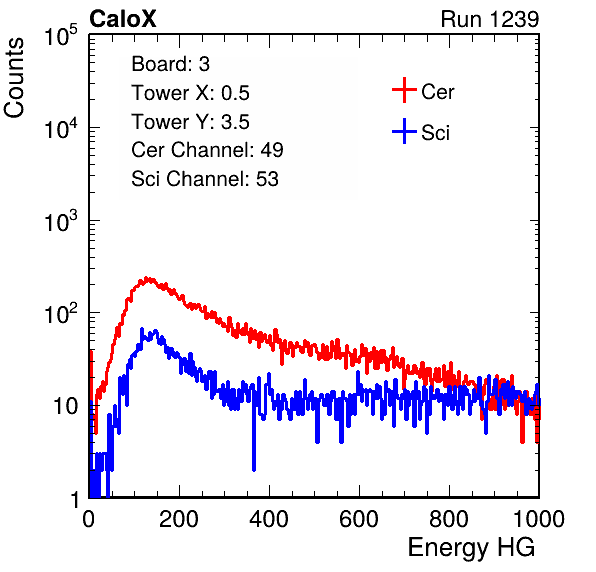 CaloX Run 1239
Counts
10^5
10^4
10^3
10^2
10
1
Board: 3
Tower X: 0.5
Tower Y: 3.5
Cer Channel: 49
Sci Channel: 53
Cer
Sci
0 200 400 600 800 1000
Energy HG